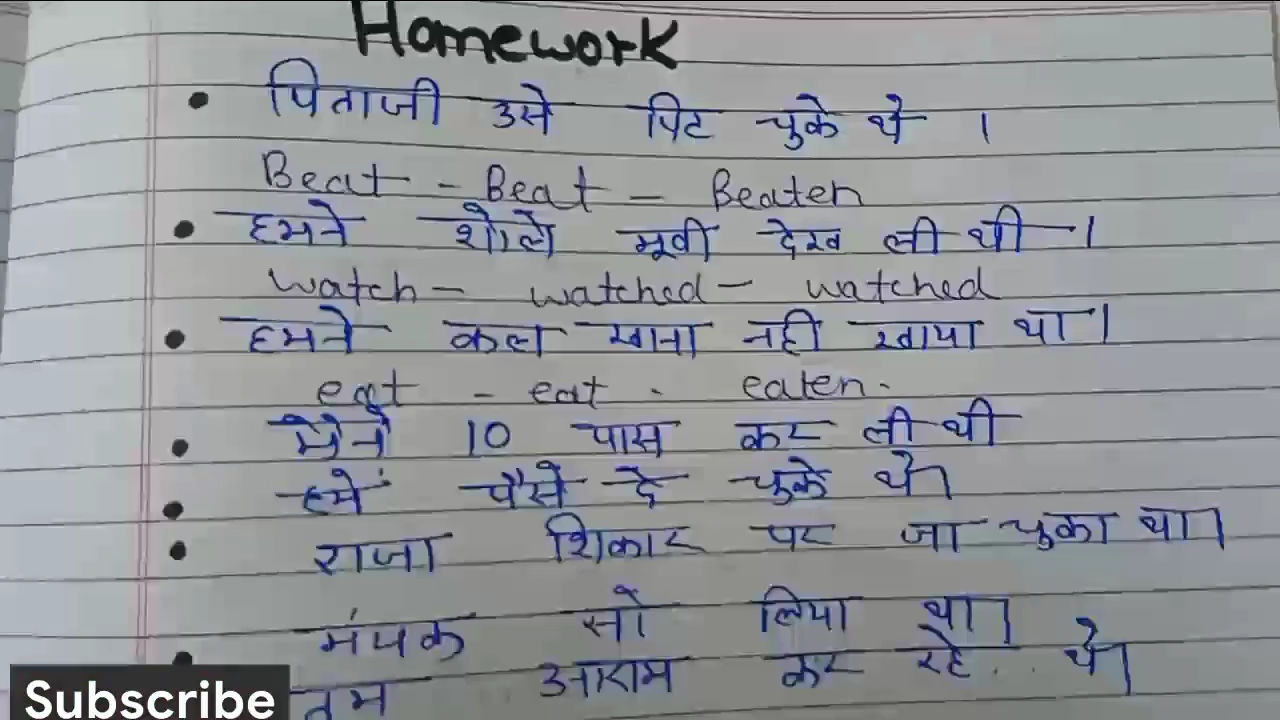 Homework
• पिताजी उसे पिट चुके थे ।
Beat - Beat - Beaten
• हमने शोले मूवी देख ली थी ।
watch - watched - watched
• हमने कल खाना नही खाया था।
eat - eat - eaten.
• मैने 10 पास कर ली थी
• हमें पैसे दे चुके थे।
• राजा शिकार पर जा चुका था।
मंपक सो लिया था।
• तुम आराम कर रहे थे।
Subscribe